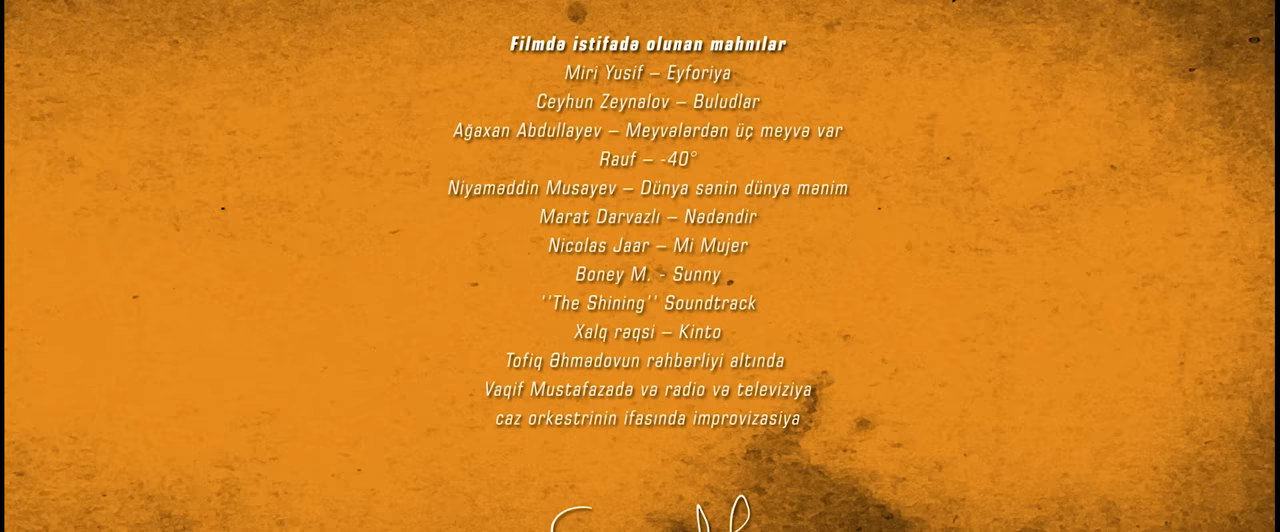 Filmdə istifadə olunan mahnılar
Miri Yusif – Eyforiya
Ceyhun Zeynalov – Buludlar
Ağaxan Abdullayev – Meyvələrdən üç meyvə var
Rauf – -40°
Niyaməddin Musayev – Dünya sənin dünya mənim
Marat Darvazlı – Nədəndir
Nicolas Jaar – Mi Mujer
Boney M. - Sunny
''The Shining'' Soundtrack
Xalq rəqsi – Kinto
Tofiq Əhmədovun rəhbərliyi altında
Vaqif Mustafazadə və radio və televiziya
caz orkestrinin ifasında improvizasiya